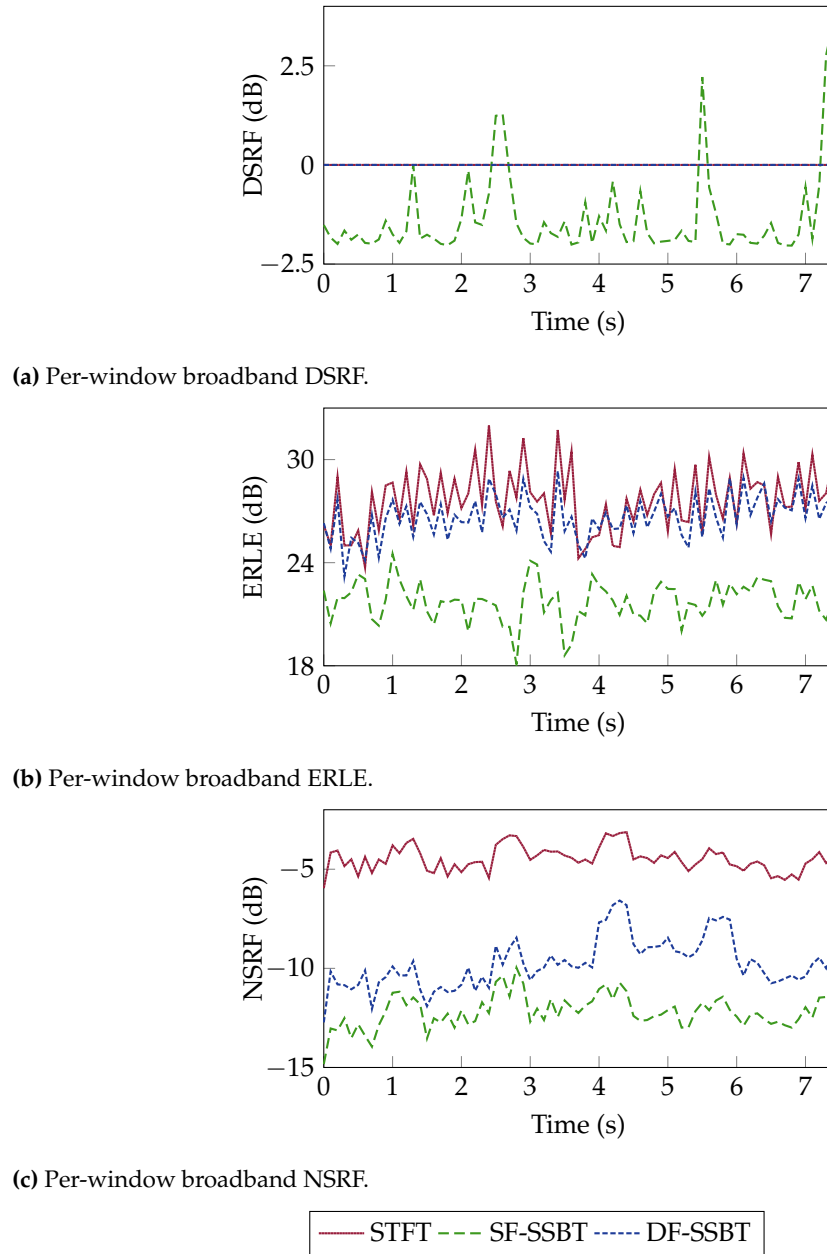 2.5
0
−2.5
DSRF (dB)
0 1 2 3 4 5 6 7
Time (s)
(a) Per-window broadband DSRF.
30
24
18
ERLE (dB)
0 1 2 3 4 5 6 7
Time (s)
(b) Per-window broadband ERLE.
−5
−10
−15
NSRF (dB)
0 1 2 3 4 5 6 7
Time (s)
(c) Per-window broadband NSRF.
STFT SF-SSBT DF-SSBT